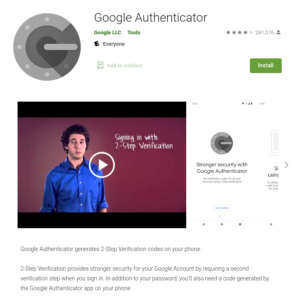 Google Authenticator
Google LLC Tools
281,076
Everyone
Add to wishlist
Install
Signing in with
2-Step Verification
Stronger security with
Google Authenticator
Google Authenticator generates 2-Step Verification codes on your phone.
2-Step Verification provides stronger security for your Google Account by requiring a second
verification step when you sign in. In addition to your password, you'll also need a code generated by
the Google Authenticator app on your phone.